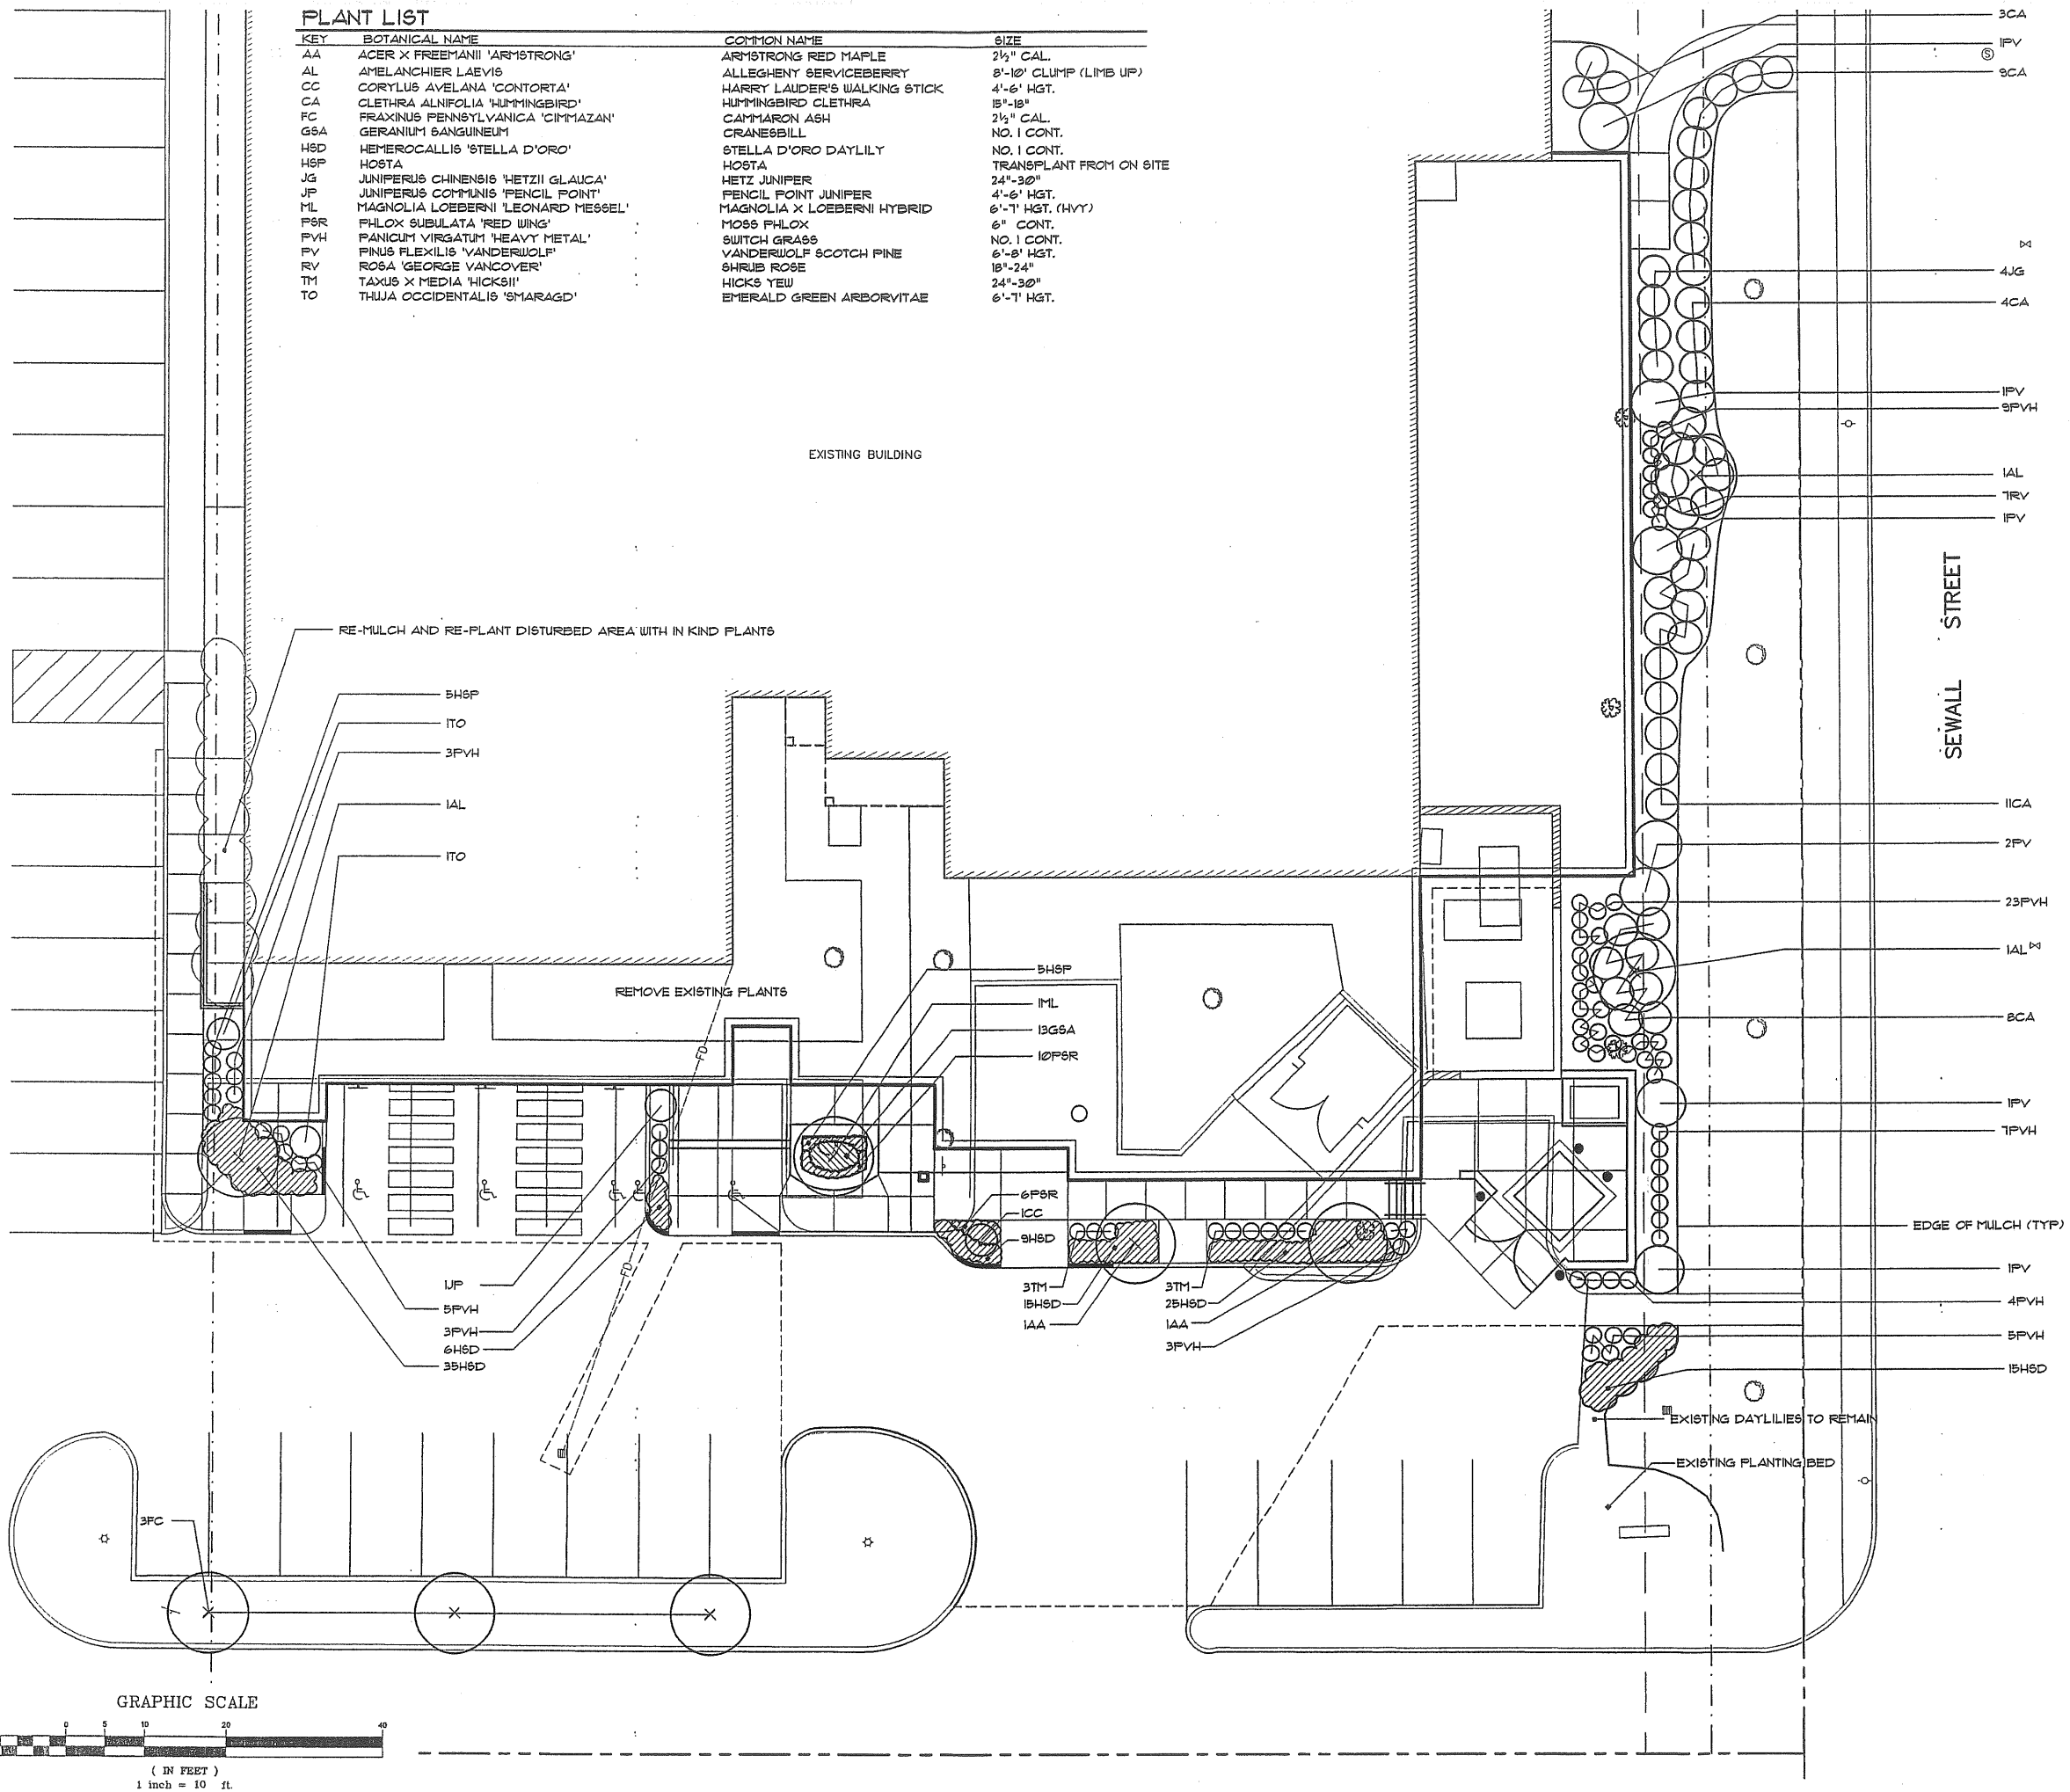 PLANT LIST
KEY BOTANICAL NAME COMMON NAME SIZE
AA ACER X FREEMANII 'ARMSTRONG' ARMSTRONG RED MAPLE 2½" CAL.
AL AMELANCHIER LAEVIS ALLEGHENY SERVICEBERRY 8'-10' CLUMP (LIMB UP)
CC CORYLUS AVELANA 'CONTORTA' HARRY LAUDER'S WALKING STICK 4'-6' HGT.
CA CLETHRA ALNIFOLIA 'HUMMINGBIRD' HUMMINGBIRD CLETHRA 15"-18"
FC FRAXINUS PENNSYLVANICA 'CIMMAZAN' CAMMARON ASH 2½" CAL.
GSA GERANIUM SANGUINEUM CRANESBILL NO. 1 CONT.
HSD HEMEROCALLIS 'STELLA D'ORO' STELLA D'ORO DAYLILY NO. 1 CONT.
HSP HOSTA HOSTA TRANSPLANT FROM ON SITE
JG JUNIPERUS CHINENSIS 'HETZII GLAUCA' HETZ JUNIPER 24"-30"
JP JUNIPERUS COMMUNIS 'PENCIL POINT' PENCIL POINT JUNIPER 4'-6' HGT.
ML MAGNOLIA LOEBERNI 'LEONARD MESSEL' MAGNOLIA X LOEBERNI HYBRID 6'-7' HGT. (HVY)
PSR PHLOX SUBULATA 'RED WING' MOSS PHLOX 6" CONT.
PVH PANICUM VIRGATUM 'HEAVY METAL' SWITCH GRASS NO. 1 CONT.
PV PINUS FLEXILIS 'VANDERWOLF' VANDERWOLF SCOTCH PINE 6'-8' HGT.
RV ROSA 'GEORGE VANCOVER' SHRUB ROSE 18"-24"
TM TAXUS X MEDIA 'HICKSII' HICKS YEW 24"-30"
TO THUJA OCCIDENTALIS 'SMARAGD' EMERALD GREEN ARBORVITAE 6'-7' HGT.
3CA
1PV
S
9CA
4JG
4CA
1PV
9PVH
1AL
7RV
1PV
SEWALL STREET
11CA
2PV
23PVH
1AL
8CA
1PV
7PVH
EDGE OF MULCH (TYP)
1PV
4PVH
5PVH
15HSD
EXISTING DAYLILIES TO REMAIN
EXISTING PLANTING BED
EXISTING BUILDING
RE-MULCH AND RE-PLANT DISTURBED AREA WITH IN KIND PLANTS
5HSP
1TO
3PVH
1AL
1TO
REMOVE EXISTING PLANTS
FD
5HSP
1ML
13GSA
10PSR
6PSR
1CC
9HSD
FD
1JP
5PVH
3PVH
6HSD
35HSD
3TM
15HSD
1AA
3TM
25HSD
1AA
3PVH
3FC
GRAPHIC SCALE
0 5 10 20 40
( IN FEET )
1 inch = 10 ft.